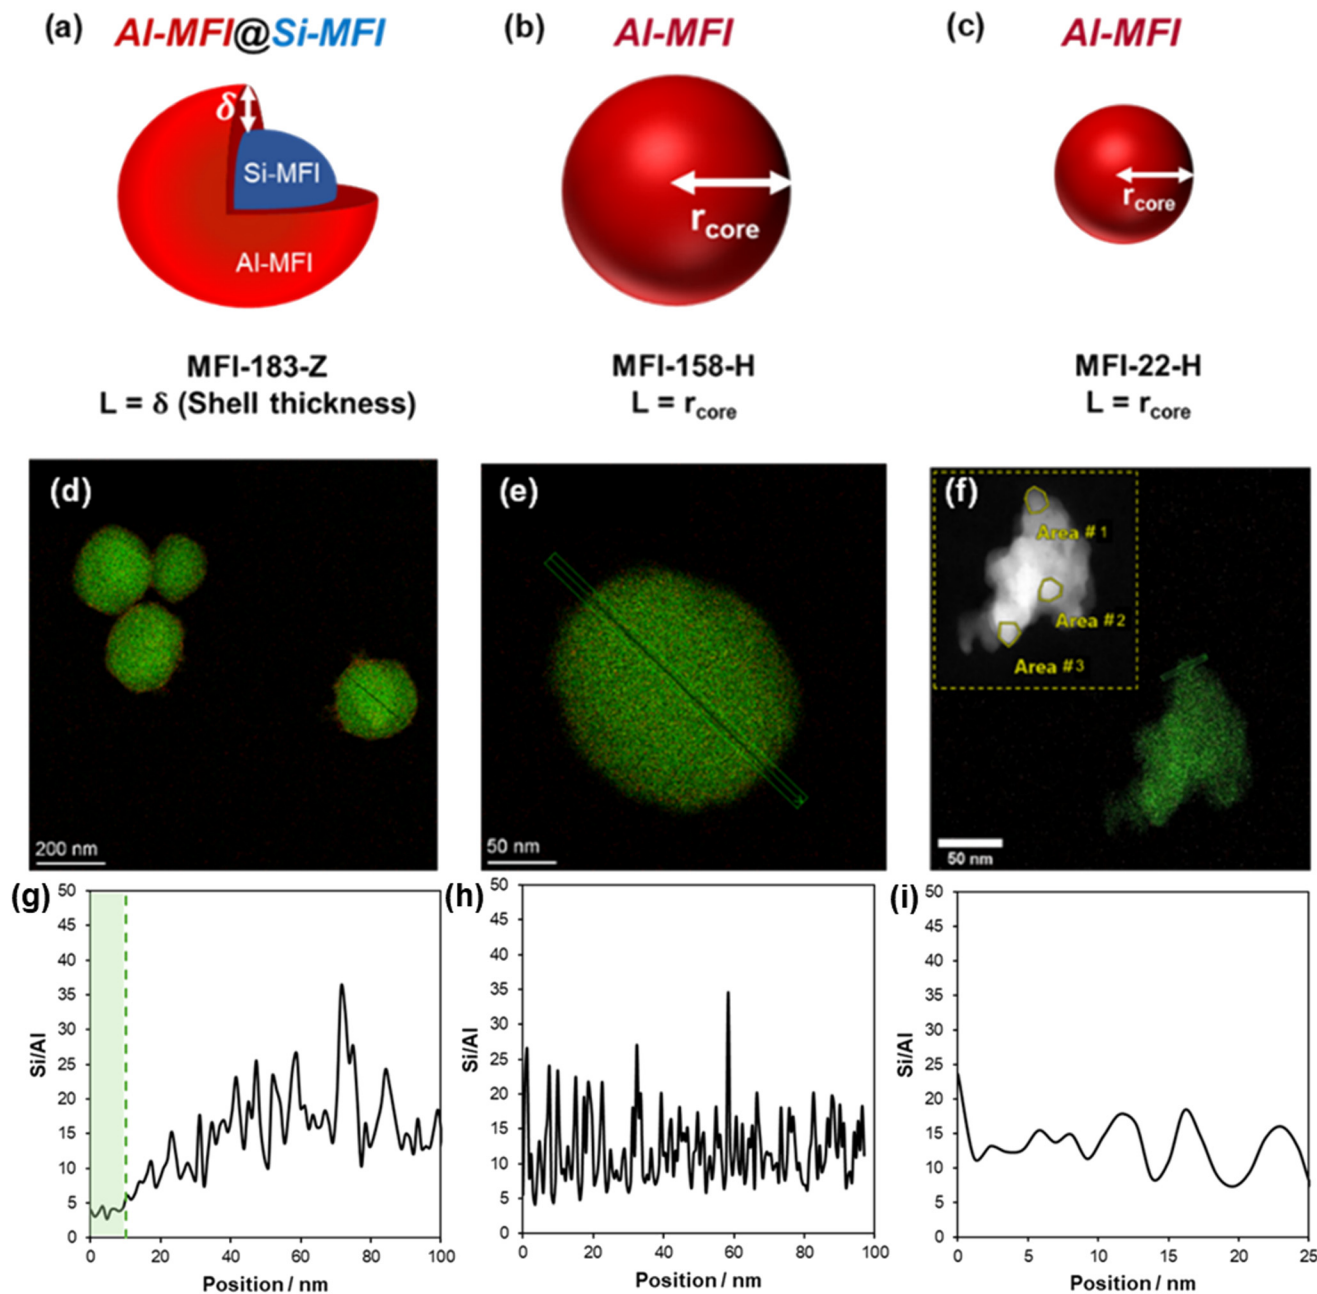 (a) Al-MFI@Si-MFI
(b) Al-MFI
(c) Al-MFI
δ
Si-MFI
Al-MFI
r_core
r_core
MFI-183-Z
L = δ (Shell thickness)
MFI-158-H
L = r_core
MFI-22-H
L = r_core
(d)
200 nm
(e)
50 nm
(f)
Area #1
Area #2
Area #3
50 nm
(g)
50
45
40
35
30
25
20
15
10
5
0
Si/Al
0 20 40 60 80 100
Position / nm
(h)
50
45
40
35
30
25
20
15
10
5
0
Si/Al
0 20 40 60 80 100
Position / nm
(i)
50
45
40
35
30
25
20
15
10
5
0
Si/Al
0 5 10 15 20 25
Position / nm